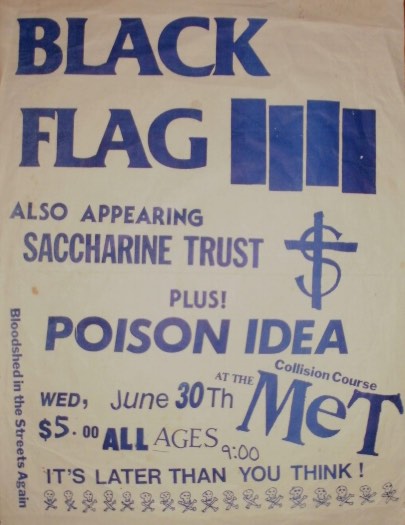 BLACK
FLAG
ALSO APPEARING
SACCHARINE TRUST
PLUS!
POISON IDEA
Collision Course
AT THE MeT
WED, June 30Th
$5.00 ALL AGES 9:00
IT'S LATER THAN YOU THINK!
Bloodshed in the Streets Again